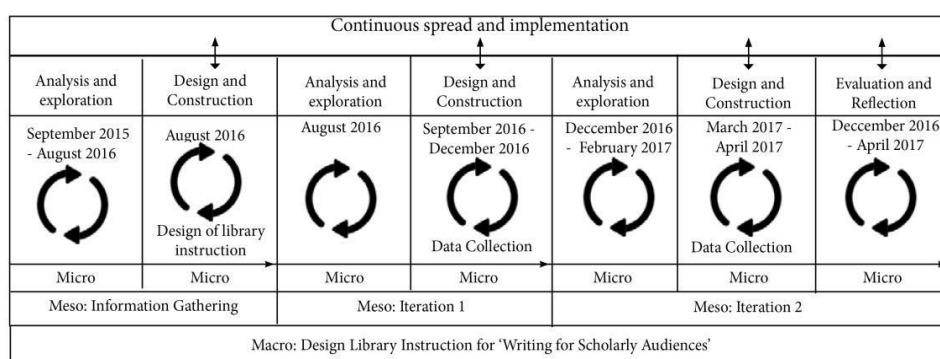 Continuous spread and implementation
Analysis and
exploration
Design and
Construction
Analysis and
exploration
Design and
Construction
Analysis and
exploration
Design and
Construction
Evaluation and
Reflection
September 2015
- August 2016
August 2016
August 2016
September 2016 -
December 2016
Deccember 2016
- February 2017
March 2017 -
April 2017
Deccember 2016
- April 2017
Design of library
instruction
Data Collection
Data Collection
Micro
Micro
Micro
Micro
Micro
Micro
Micro
Meso: Information Gathering
Meso: Iteration 1
Meso: Iteration 2
Macro: Design Library Instruction for ‘Writing for Scholarly Audiences’